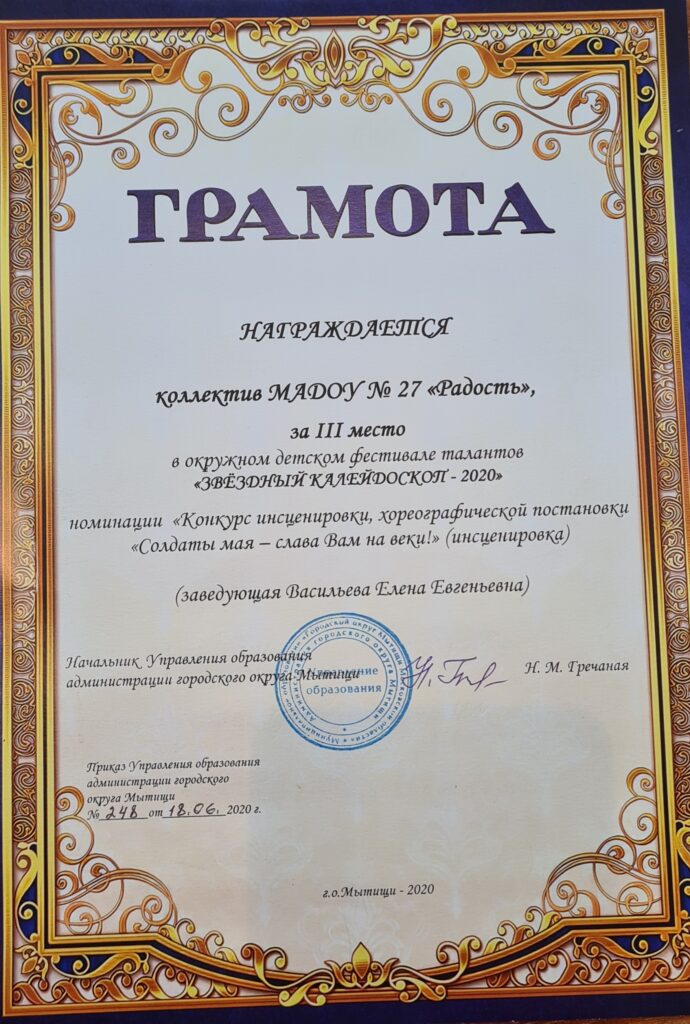 ГРАМОТА
НАГРАЖДАЕТСЯ
коллектив МАДОУ № 27 «Радость»,
за III место
в окружном детском фестивале талантов
«ЗВЁЗДНЫЙ КАЛЕЙДОСКОП - 2020»
номинации «Конкурс инсценировки, хореографической постановки
«Солдаты мая – слава Вам на веки!» (инсценировка)
(заведующая Васильева Елена Евгеньевна)
Начальник Управления образования
администрации городского округа Мытищи
Н. М. Гречаная
Управление
образования
Приказ Управления образования
администрации городского
округа Мытищи
№ 248 от 18.06. 2020 г.
г.о.Мытищи - 2020